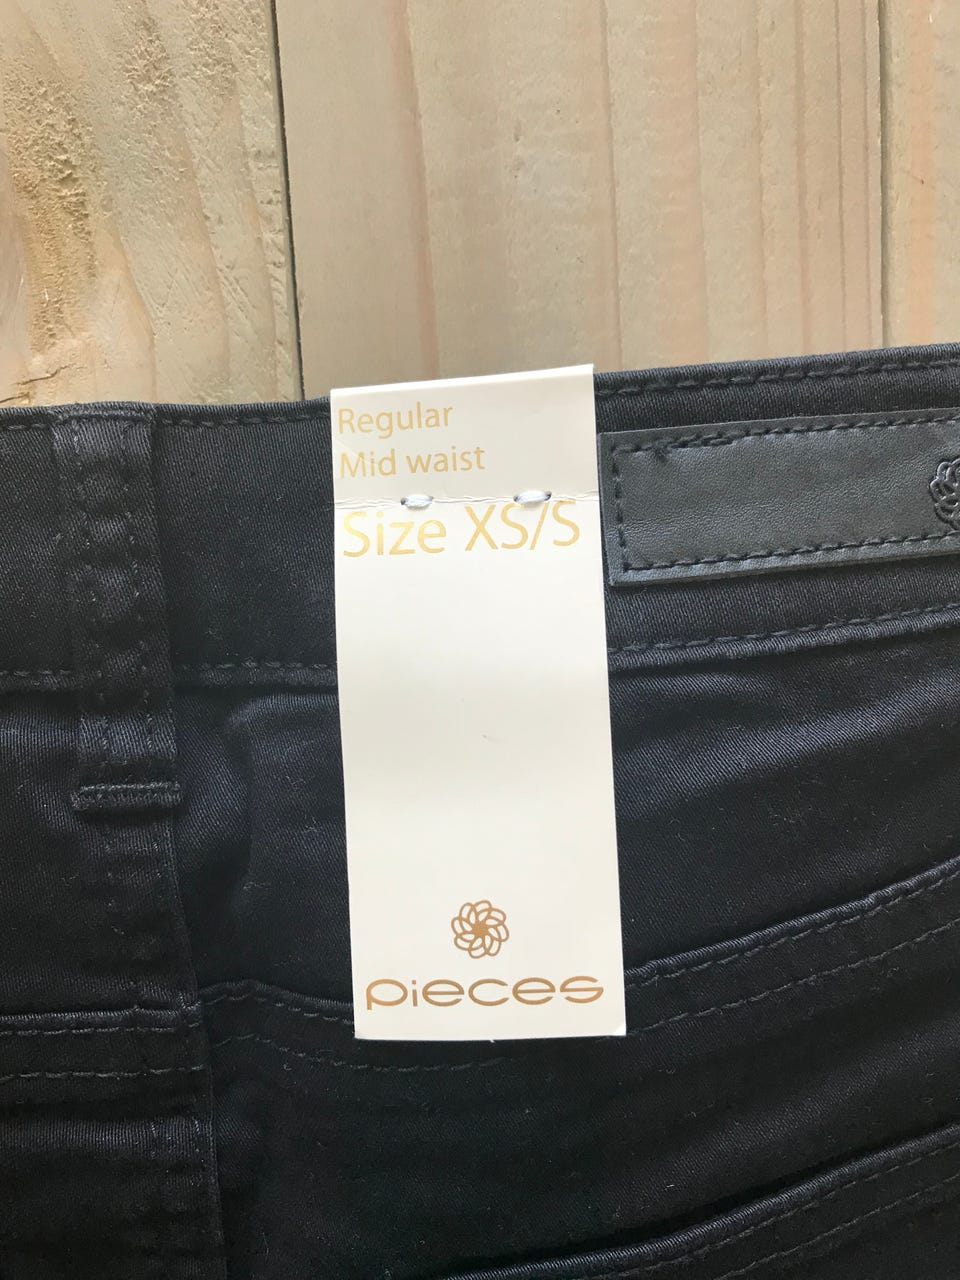 Regular
Mid waist
Size XS/S
pieces